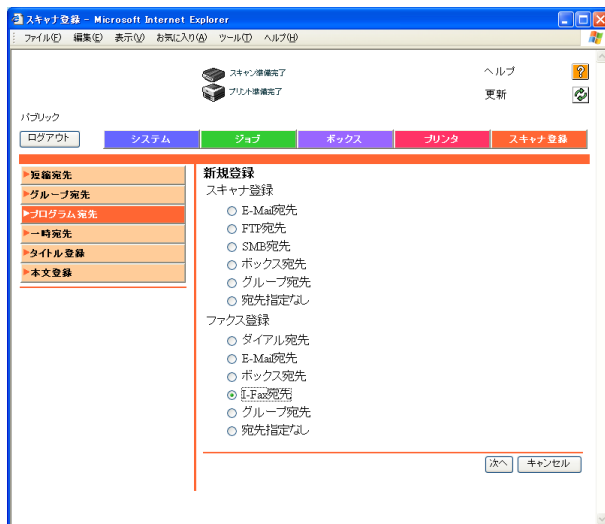 スキャナ登録 - Microsoft Internet Explorer
ファイル(F) 編集(E) 表示(V) お気に入り(A) ツール(T) ヘルプ(H)
スキャン準備完了
ヘルプ
プリント準備完了
更新
パブリック
ログアウト システム ジョブ ボックス プリンタ スキャナ登録
短縮宛先
グループ宛先
プログラム宛先
一時宛先
タイトル登録
本文登録
新規登録
スキャナ登録
E-Mail宛先
FTP宛先
SMB宛先
ボックス宛先
グループ宛先
宛先指定なし
ファクス登録
ダイアル宛先
E-Mail宛先
ボックス宛先
I-Fax宛先
グループ宛先
宛先指定なし
次へ キャンセル